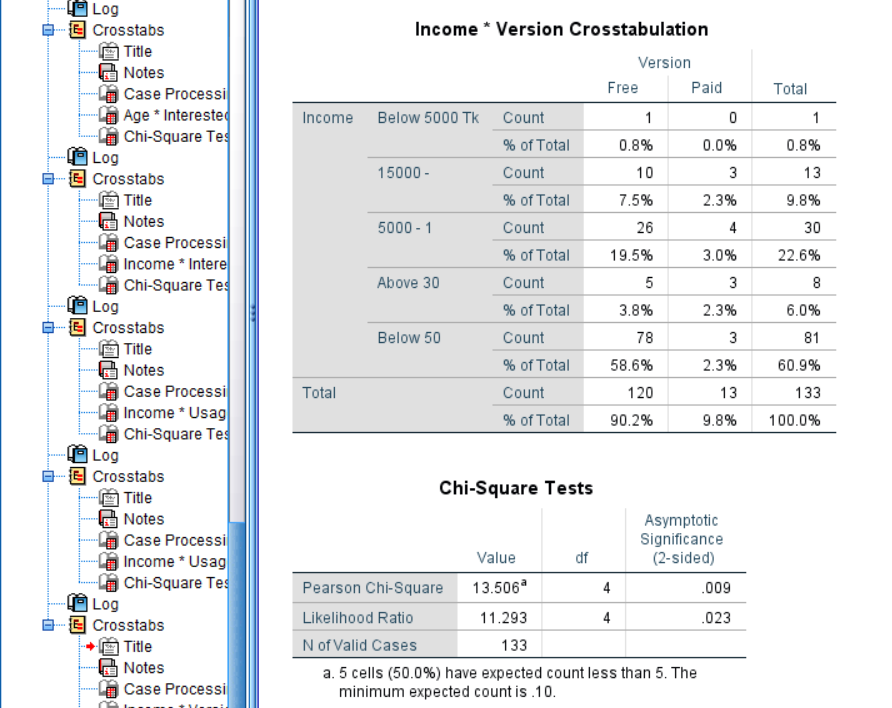 Log
Crosstabs
Title
Notes
Case Processi
Age * Interested
Chi-Square Tes
Log
Crosstabs
Title
Notes
Case Processi
Income * Intere
Chi-Square Tes
Log
Crosstabs
Title
Notes
Case Processi
Income * Usag
Chi-Square Tes
Log
Crosstabs
Title
Notes
Case Processi
Income * Usag
Chi-Square Tes
Log
Crosstabs
Title
Notes
Case Processi
Income * Versi
Income * Version Crosstabulation
Version
Free Paid Total
Income Below 5000 Tk Count 1 0 1
% of Total 0.8% 0.0% 0.8%
15000 - Count 10 3 13
% of Total 7.5% 2.3% 9.8%
5000 - 1 Count 26 4 30
% of Total 19.5% 3.0% 22.6%
Above 30 Count 5 3 8
% of Total 3.8% 2.3% 6.0%
Below 50 Count 78 3 81
% of Total 58.6% 2.3% 60.9%
Total Count 120 13 133
% of Total 90.2% 9.8% 100.0%
Chi-Square Tests
Asymptotic
Significance
Value df (2-sided)
Pearson Chi-Square 13.506a 4 .009
Likelihood Ratio 11.293 4 .023
N of Valid Cases 133
a. 5 cells (50.0%) have expected count less than 5. The
minimum expected count is .10.